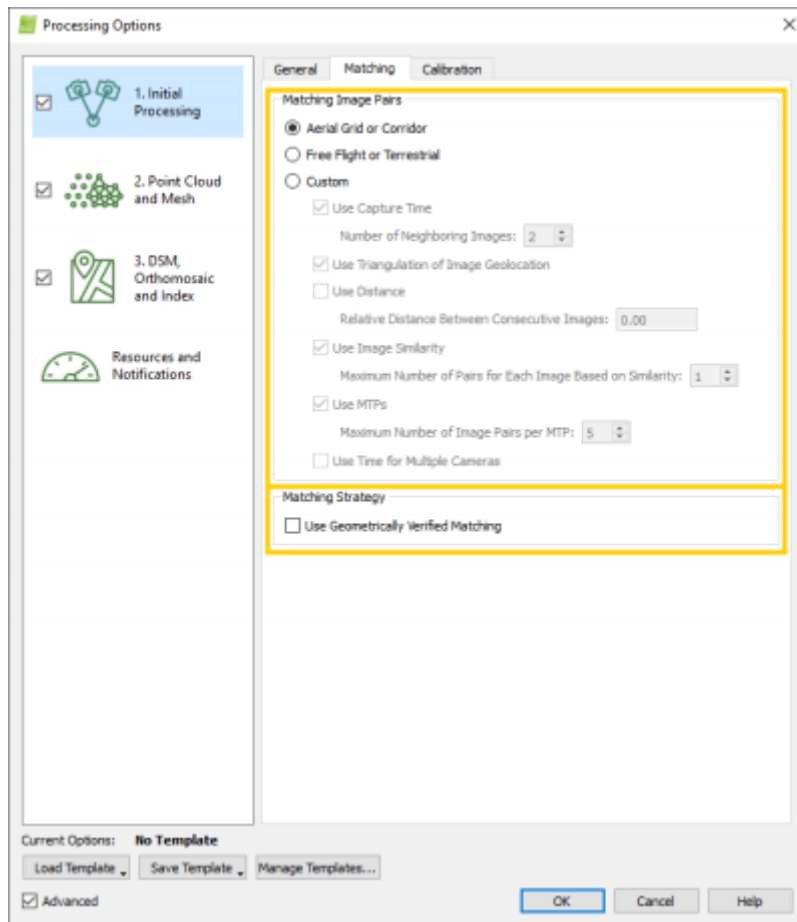 Processing Options
1. Initial
Processing
2. Point Cloud
and Mesh
3. DSM,
Orthomosaic
and Index
Resources and
Notifications
General Matching Calibration
Matching Image Pairs
Aerial Grid or Corridor
Free Flight or Terrestrial
Custom
Use Capture Time
Number of Neighboring Images: 2
Use Triangulation of Image Geolocation
Use Distance
Relative Distance Between Consecutive Images: 0.00
Use Image Similarity
Maximum Number of Pairs for Each Image Based on Similarity: 1
Use MTPs
Maximum Number of Image Pairs per MTP: 5
Use Time for Multiple Cameras
Matching Strategy
Use Geometrically Verified Matching
Current Options: No Template
Load Template Save Template Manage Templates...
Advanced OK Cancel Help